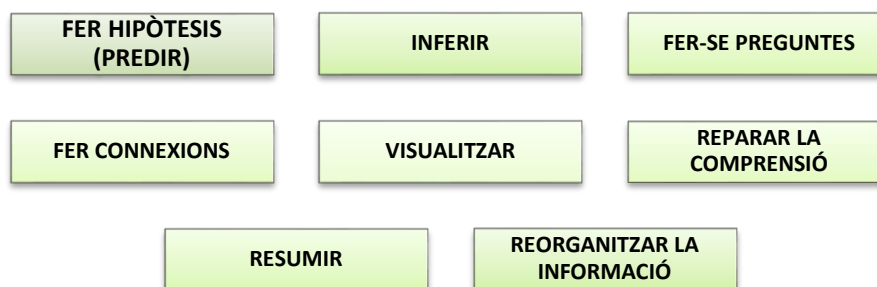 FER HIPÒTESIS
(PREDIR)
INFERIR
FER-SE PREGUNTES
FER CONNEXIONS
VISUALITZAR
REPARAR LA
COMPRENSIÓ
RESUMIR
REORGANITZAR LA
INFORMACIÓ